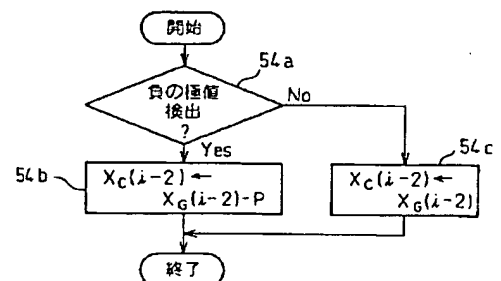 開始
54a
負の極値
検出
?
No
Yes
54b
X_C(i-2)←
X_G(i-2)-P
54c
X_C(i-2)←
X_G(i-2)
終了